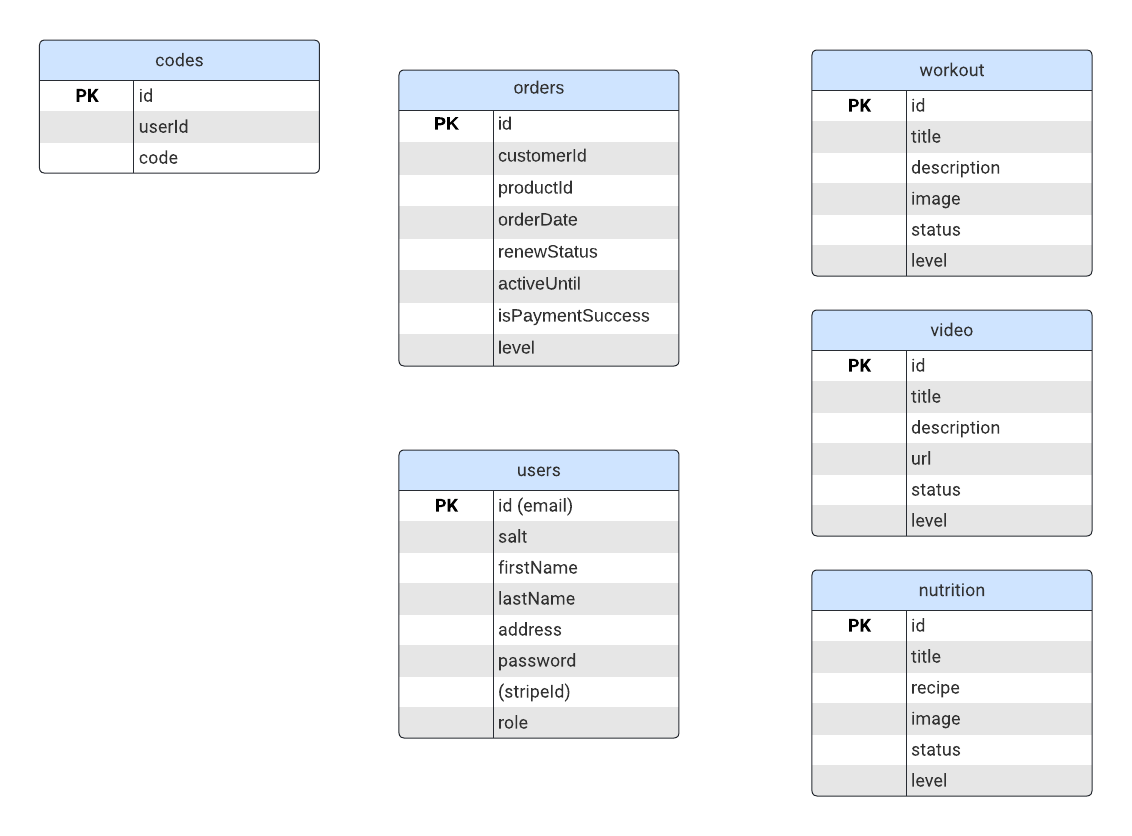 codes
PK id
userId
code
orders
PK id
customerId
productId
orderDate
renewStatus
activeUntil
isPaymentSuccess
level
users
PK id (email)
salt
firstName
lastName
address
password
(stripeId)
role
workout
PK id
title
description
image
status
level
video
PK id
title
description
url
status
level
nutrition
PK id
title
recipe
image
status
level